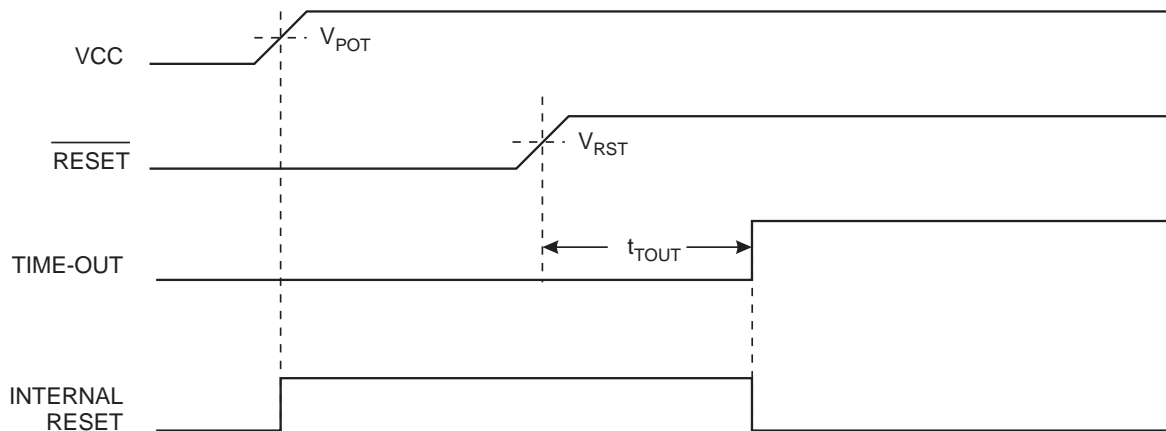 VCC
V_POT
RESET
V_RST
TIME-OUT
t_TOUT
INTERNAL
RESET